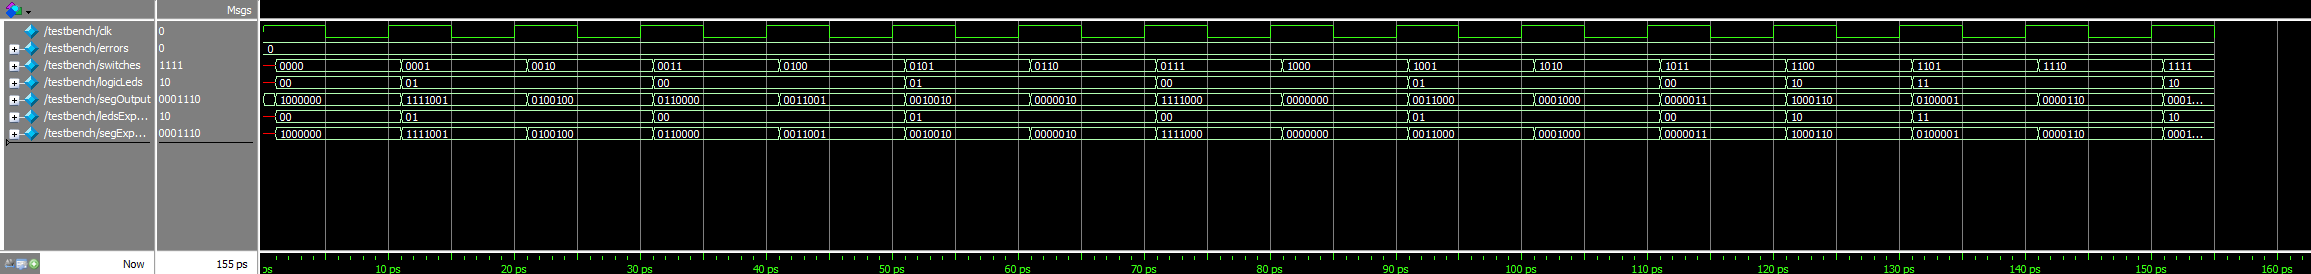 Msgs
/testbench/clk 0
/testbench/errors 0 0
/testbench/switches 1111 0000 0001 0010 0011 0100 0101 0110 0111 1000 1001 1010 1011 1100 1101 1110 1111
/testbench/logicLeds 10 00 01 00 01 00 01 00 10 11 10
/testbench/segOutput 0001110 1000000 1111001 0100100 0110000 0011001 0010010 0000010 1111000 0000000 0011000 0001000 0000011 1000110 0100001 0000110 0001...
/testbench/ledsExp... 10 00 01 00 01 00 01 00 10 11 10
/testbench/segExp... 0001110 1000000 1111001 0100100 0110000 0011001 0010010 0000010 1111000 0000000 0011000 0001000 0000011 1000110 0100001 0000110 0001...
Now 155 ps ps 10 ps 20 ps 30 ps 40 ps 50 ps 60 ps 70 ps 80 ps 90 ps 100 ps 110 ps 120 ps 130 ps 140 ps 150 ps 160 ps